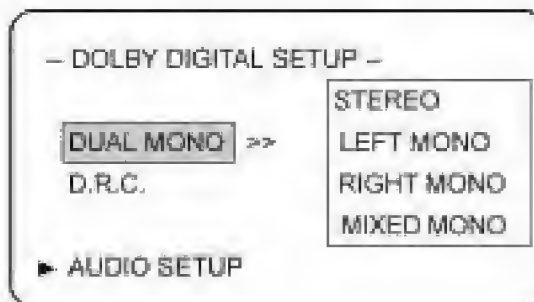 – DOLBY DIGITAL SETUP –
DUAL MONO >>
D.R.C.
STEREO
LEFT MONO
RIGHT MONO
MIXED MONO
► AUDIO SETUP